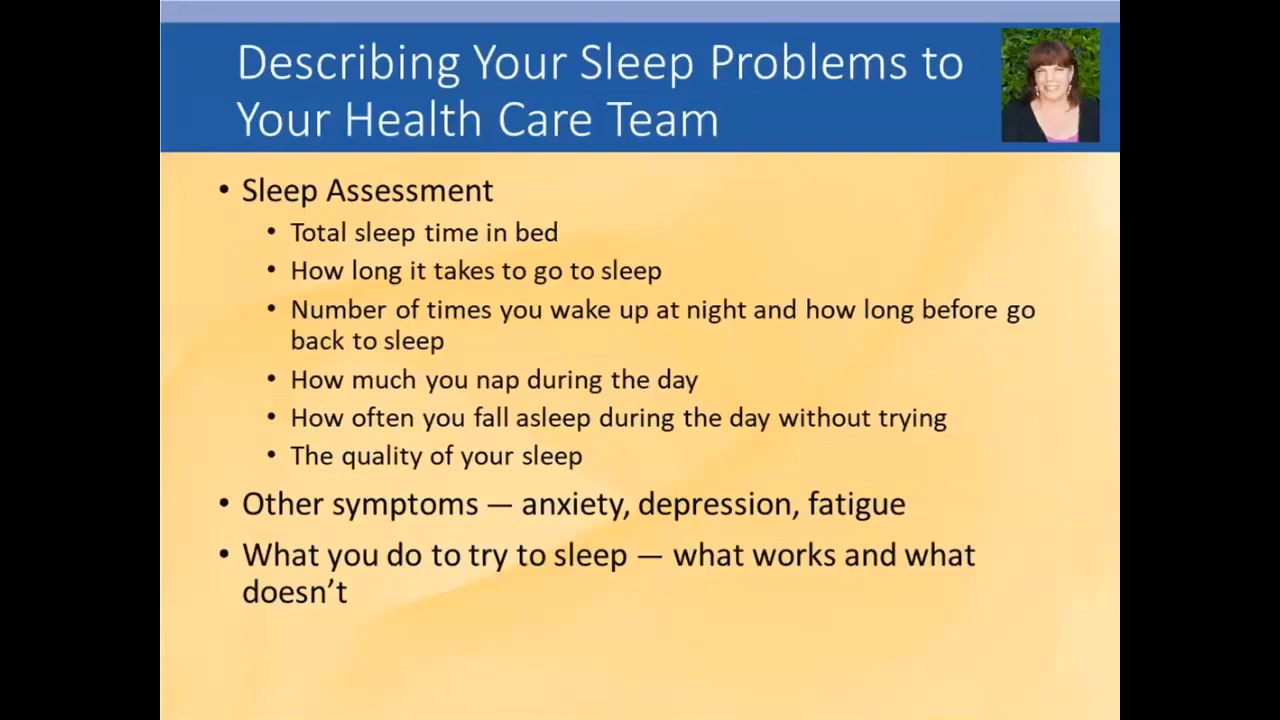 Describing Your Sleep Problems to
Your Health Care Team
• Sleep Assessment
• Total sleep time in bed
• How long it takes to go to sleep
• Number of times you wake up at night and how long before go
back to sleep
• How much you nap during the day
• How often you fall asleep during the day without trying
• The quality of your sleep
• Other symptoms — anxiety, depression, fatigue
• What you do to try to sleep — what works and what
doesn’t